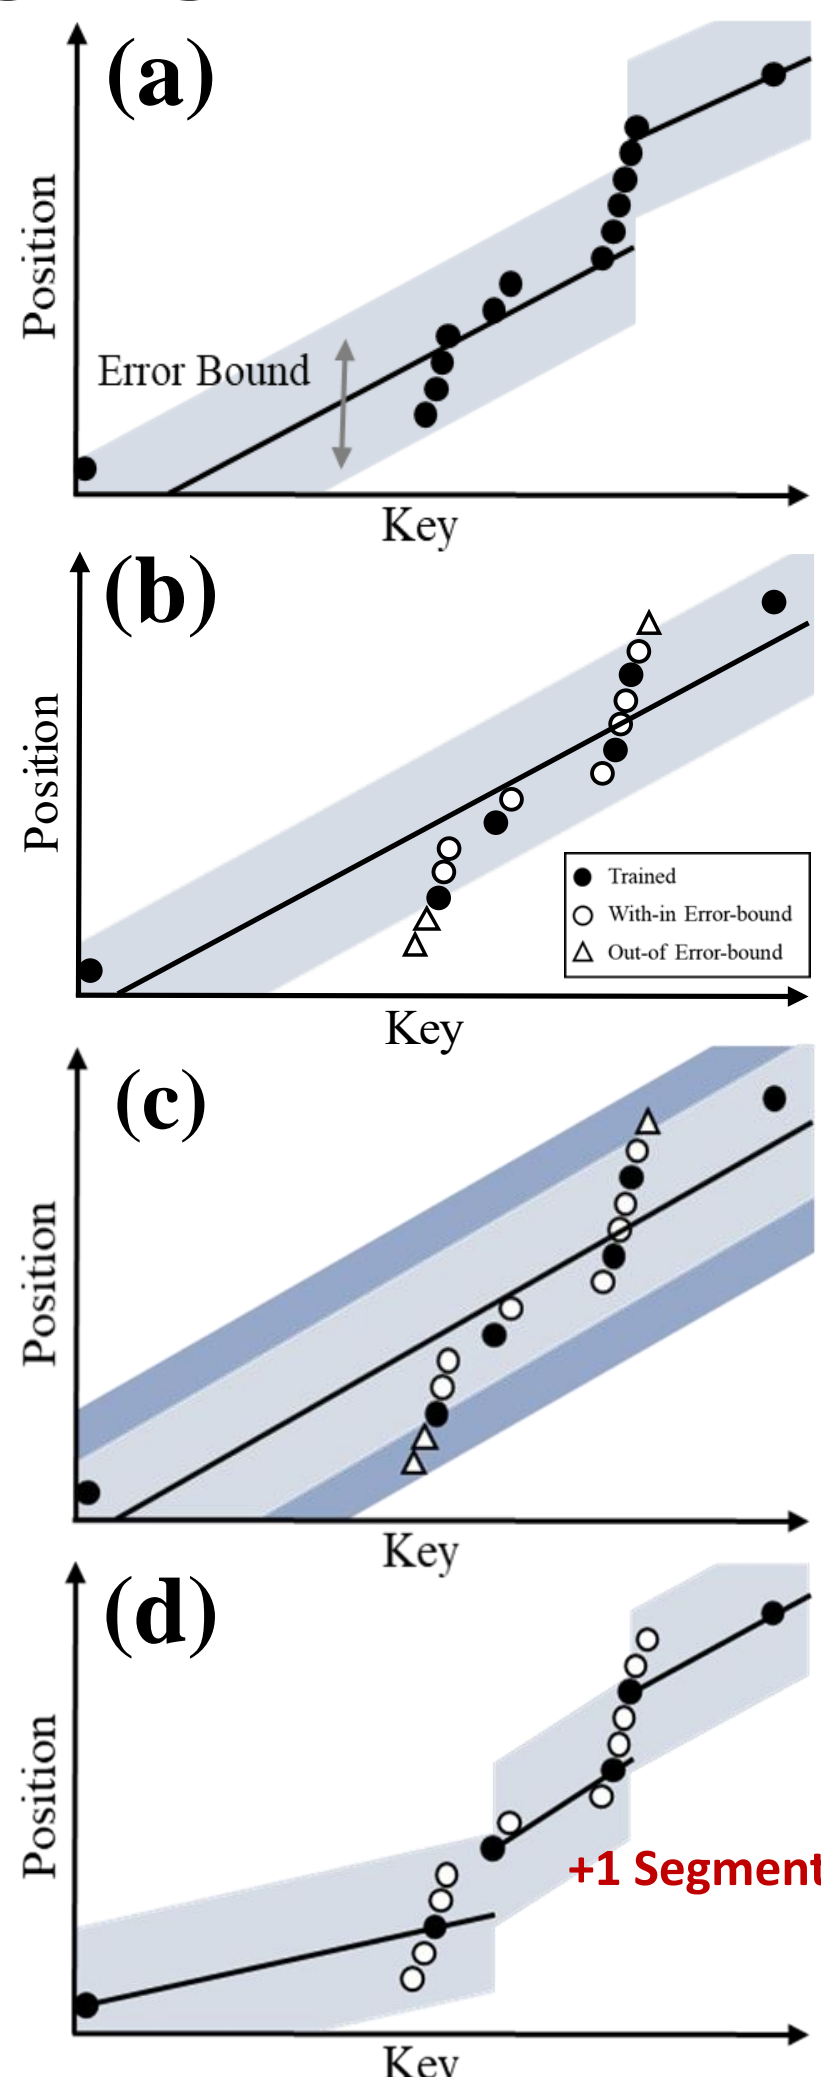 (a)
Position
Error Bound
Key
(b)
Position
Trained
With-in Error-bound
Out-of Error-bound
Key
(c)
Position
Key
(d)
Position
+1 Segment
Key